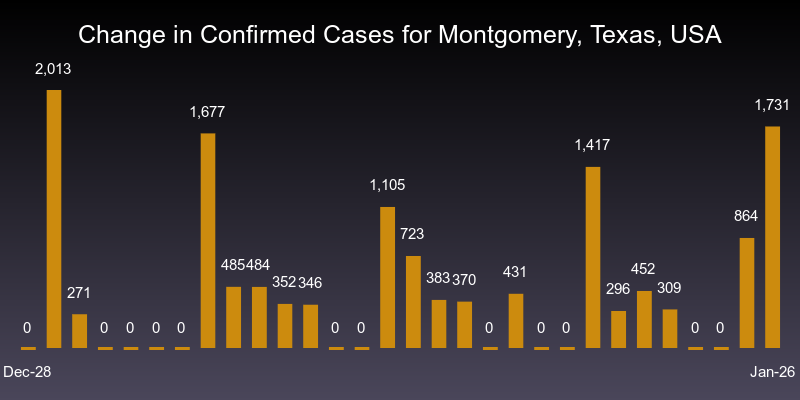 Change in Confirmed Cases for Montgomery, Texas, USA
0 2,013 271 0 0 0 0 1,677 485 484 352 346 0 0 1,105 723 383 370 0 431 0 0 1,417 296 452 309 0 0 864 1,731
Dec-28 Jan-26